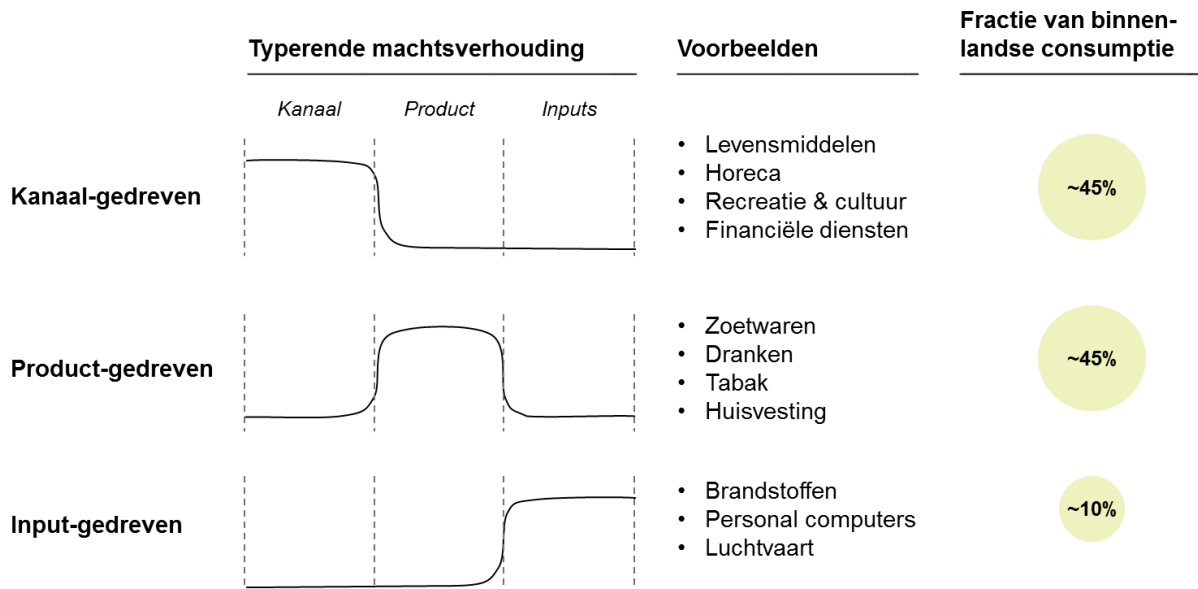 Typerende machtsverhouding
Voorbeelden
Fractie van binnen-
landse consumptie
Kanaal
Product
Inputs
Kanaal-gedreven
• Levensmiddelen
• Horeca
• Recreatie & cultuur
• Financiële diensten
~45%
Product-gedreven
• Zoetwaren
• Dranken
• Tabak
• Huisvesting
~45%
Input-gedreven
• Brandstoffen
• Personal computers
• Luchtvaart
~10%